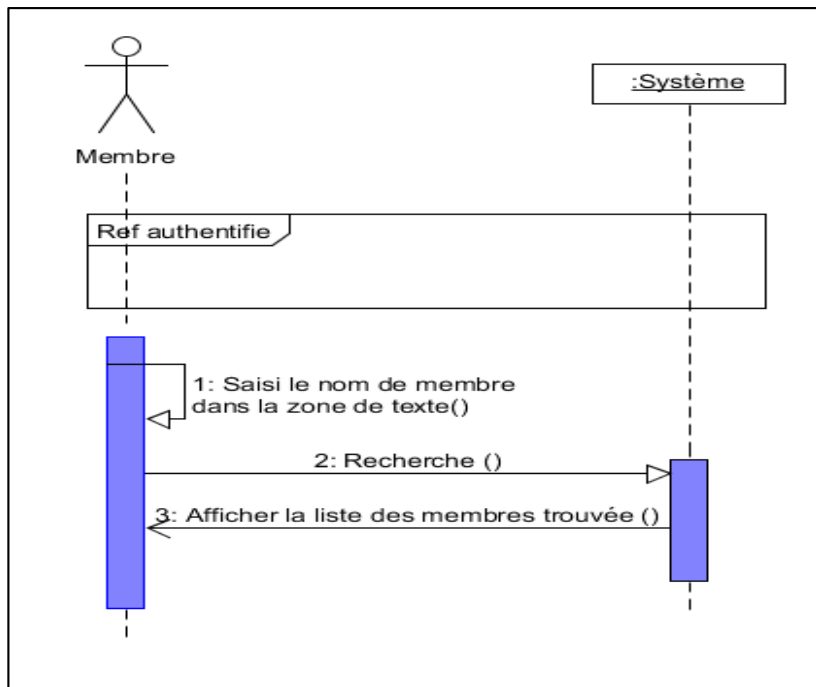 :Système
Membre
Ref authentifie
1: Saisi le nom de membre
dans la zone de texte()
2: Recherche ()
3: Afficher la liste des membres trouvée ()